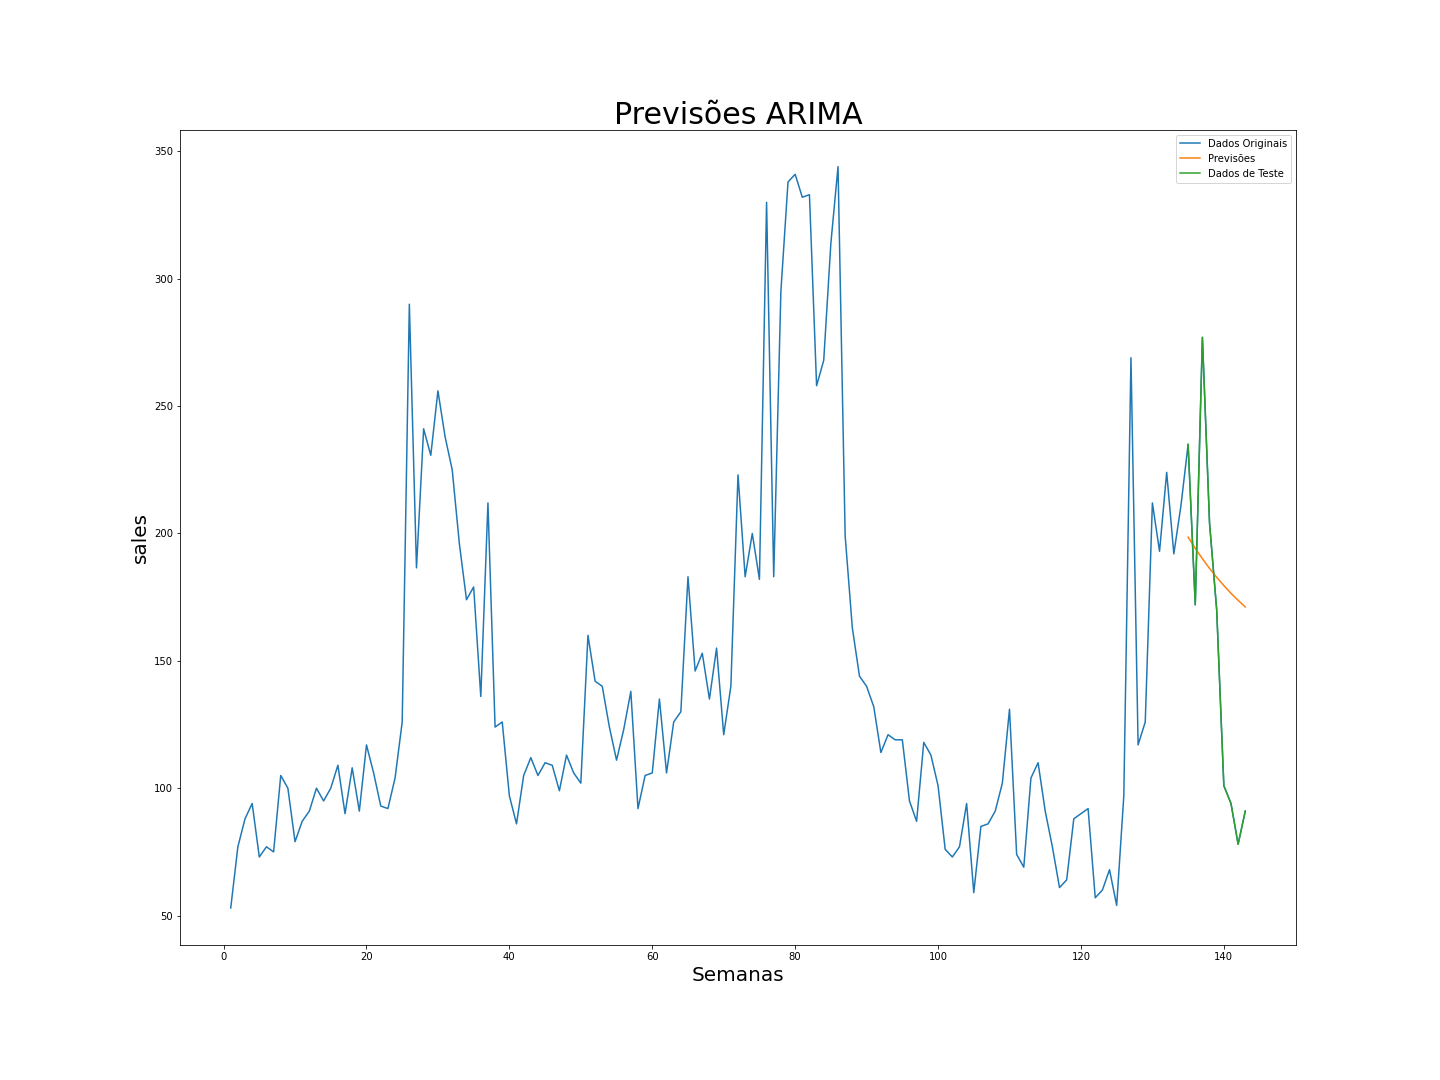 Previsões ARIMA
Dados Originais
Previsões
Dados de Teste
350
300
250
200
150
100
50
sales
0 20 40 60 80 100 120 140
Semanas